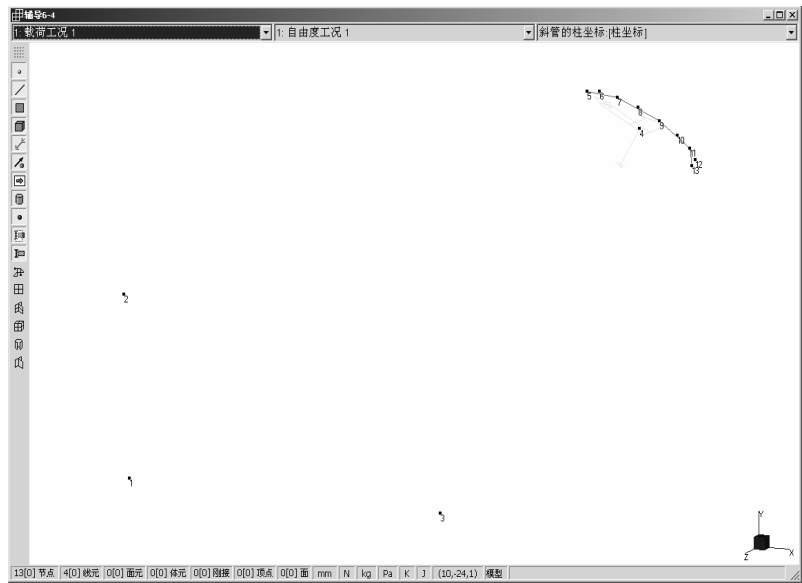 辅导6-4
1: 载荷工况 1
1: 自由度工况 1
斜管的柱坐标:[柱坐标]
5
6
7
8
9
4
10
11
12
13
2
1
3
Y
X
Z
13[0] 节点 4[0] 线元 0[0] 面元 0[0] 体元 0[0] 刚接 0[0] 顶点 0[0] 面 mm N kg Pa K J (10,-24,1) 模型